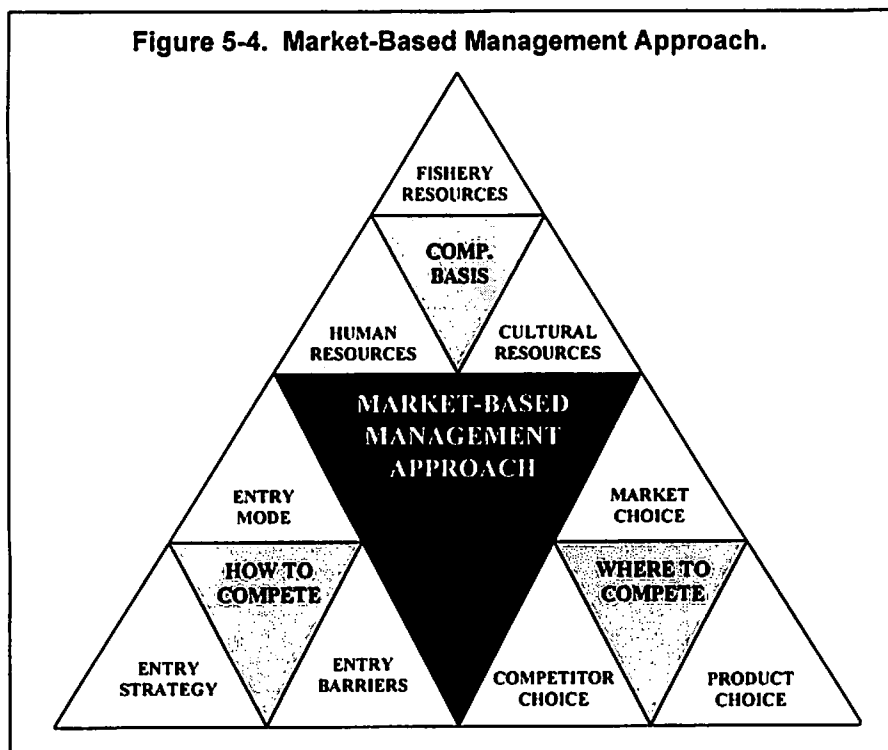 Figure 5-4. Market-Based Management Approach.
FISHERY
RESOURCES
COMP.
BASIS
HUMAN
RESOURCES
CULTURAL
RESOURCES
MARKET-BASED
MANAGEMENT
APPROACH
ENTRY
MODE
MARKET
CHOICE
HOW TO
COMPETE
WHERE TO
COMPETE
ENTRY
STRATEGY
ENTRY
BARRIERS
COMPETITOR
CHOICE
PRODUCT
CHOICE